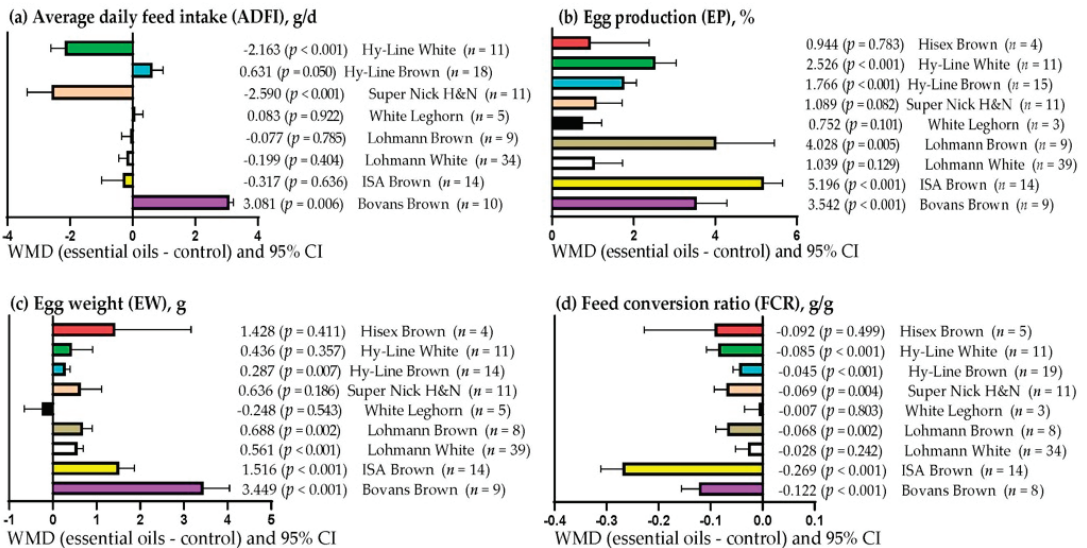 (a) Average daily feed intake (ADFI), g/d
-2.163 (p < 0.001) Hy-Line White (n = 11)
0.631 (p = 0.050) Hy-Line Brown (n = 18)
-2.590 (p < 0.001) Super Nick H&N (n = 11)
0.083 (p = 0.922) White Leghorn (n = 5)
-0.077 (p = 0.785) Lohmann Brown (n = 9)
-0.199 (p = 0.404) Lohmann White (n = 34)
-0.317 (p = 0.636) ISA Brown (n = 14)
3.081 (p = 0.006) Bovans Brown (n = 10)
-4 -2 0 2 4
WMD (essential oils - control) and 95% CI
(b) Egg production (EP), %
0.944 (p = 0.783) Hisex Brown (n = 4)
2.526 (p < 0.001) Hy-Line White (n = 11)
1.766 (p < 0.001) Hy-Line Brown (n = 15)
1.089 (p = 0.082) Super Nick H&N (n = 11)
0.752 (p = 0.101) White Leghorn (n = 3)
4.028 (p = 0.005) Lohmann Brown (n = 9)
1.039 (p = 0.129) Lohmann White (n = 39)
5.196 (p < 0.001) ISA Brown (n = 14)
3.542 (p < 0.001) Bovans Brown (n = 9)
0 2 4 6
WMD (essential oils - control) and 95% CI
(c) Egg weight (EW), g
1.428 (p = 0.411) Hisex Brown (n = 4)
0.436 (p = 0.357) Hy-Line White (n = 11)
0.287 (p = 0.007) Hy-Line Brown (n = 14)
0.636 (p = 0.186) Super Nick H&N (n = 11)
-0.248 (p = 0.543) White Leghorn (n = 5)
0.688 (p = 0.002) Lohmann Brown (n = 8)
0.561 (p < 0.001) Lohmann White (n = 39)
1.516 (p < 0.001) ISA Brown (n = 14)
3.449 (p < 0.001) Bovans Brown (n = 9)
-1 0 1 2 3 4 5
WMD (essential oils - control) and 95% CI
(d) Feed conversion ratio (FCR), g/g
-0.092 (p = 0.499) Hisex Brown (n = 5)
-0.085 (p < 0.001) Hy-Line White (n = 11)
-0.045 (p < 0.001) Hy-Line Brown (n = 19)
-0.069 (p = 0.004) Super Nick H&N (n = 11)
-0.007 (p = 0.803) White Leghorn (n = 3)
-0.068 (p = 0.002) Lohmann Brown (n = 8)
-0.028 (p = 0.242) Lohmann White (n = 34)
-0.269 (p < 0.001) ISA Brown (n = 14)
-0.122 (p < 0.001) Bovans Brown (n = 8)
-0.4 -0.3 -0.2 -0.1 0.0 0.1
WMD (essential oils - control) and 95% CI